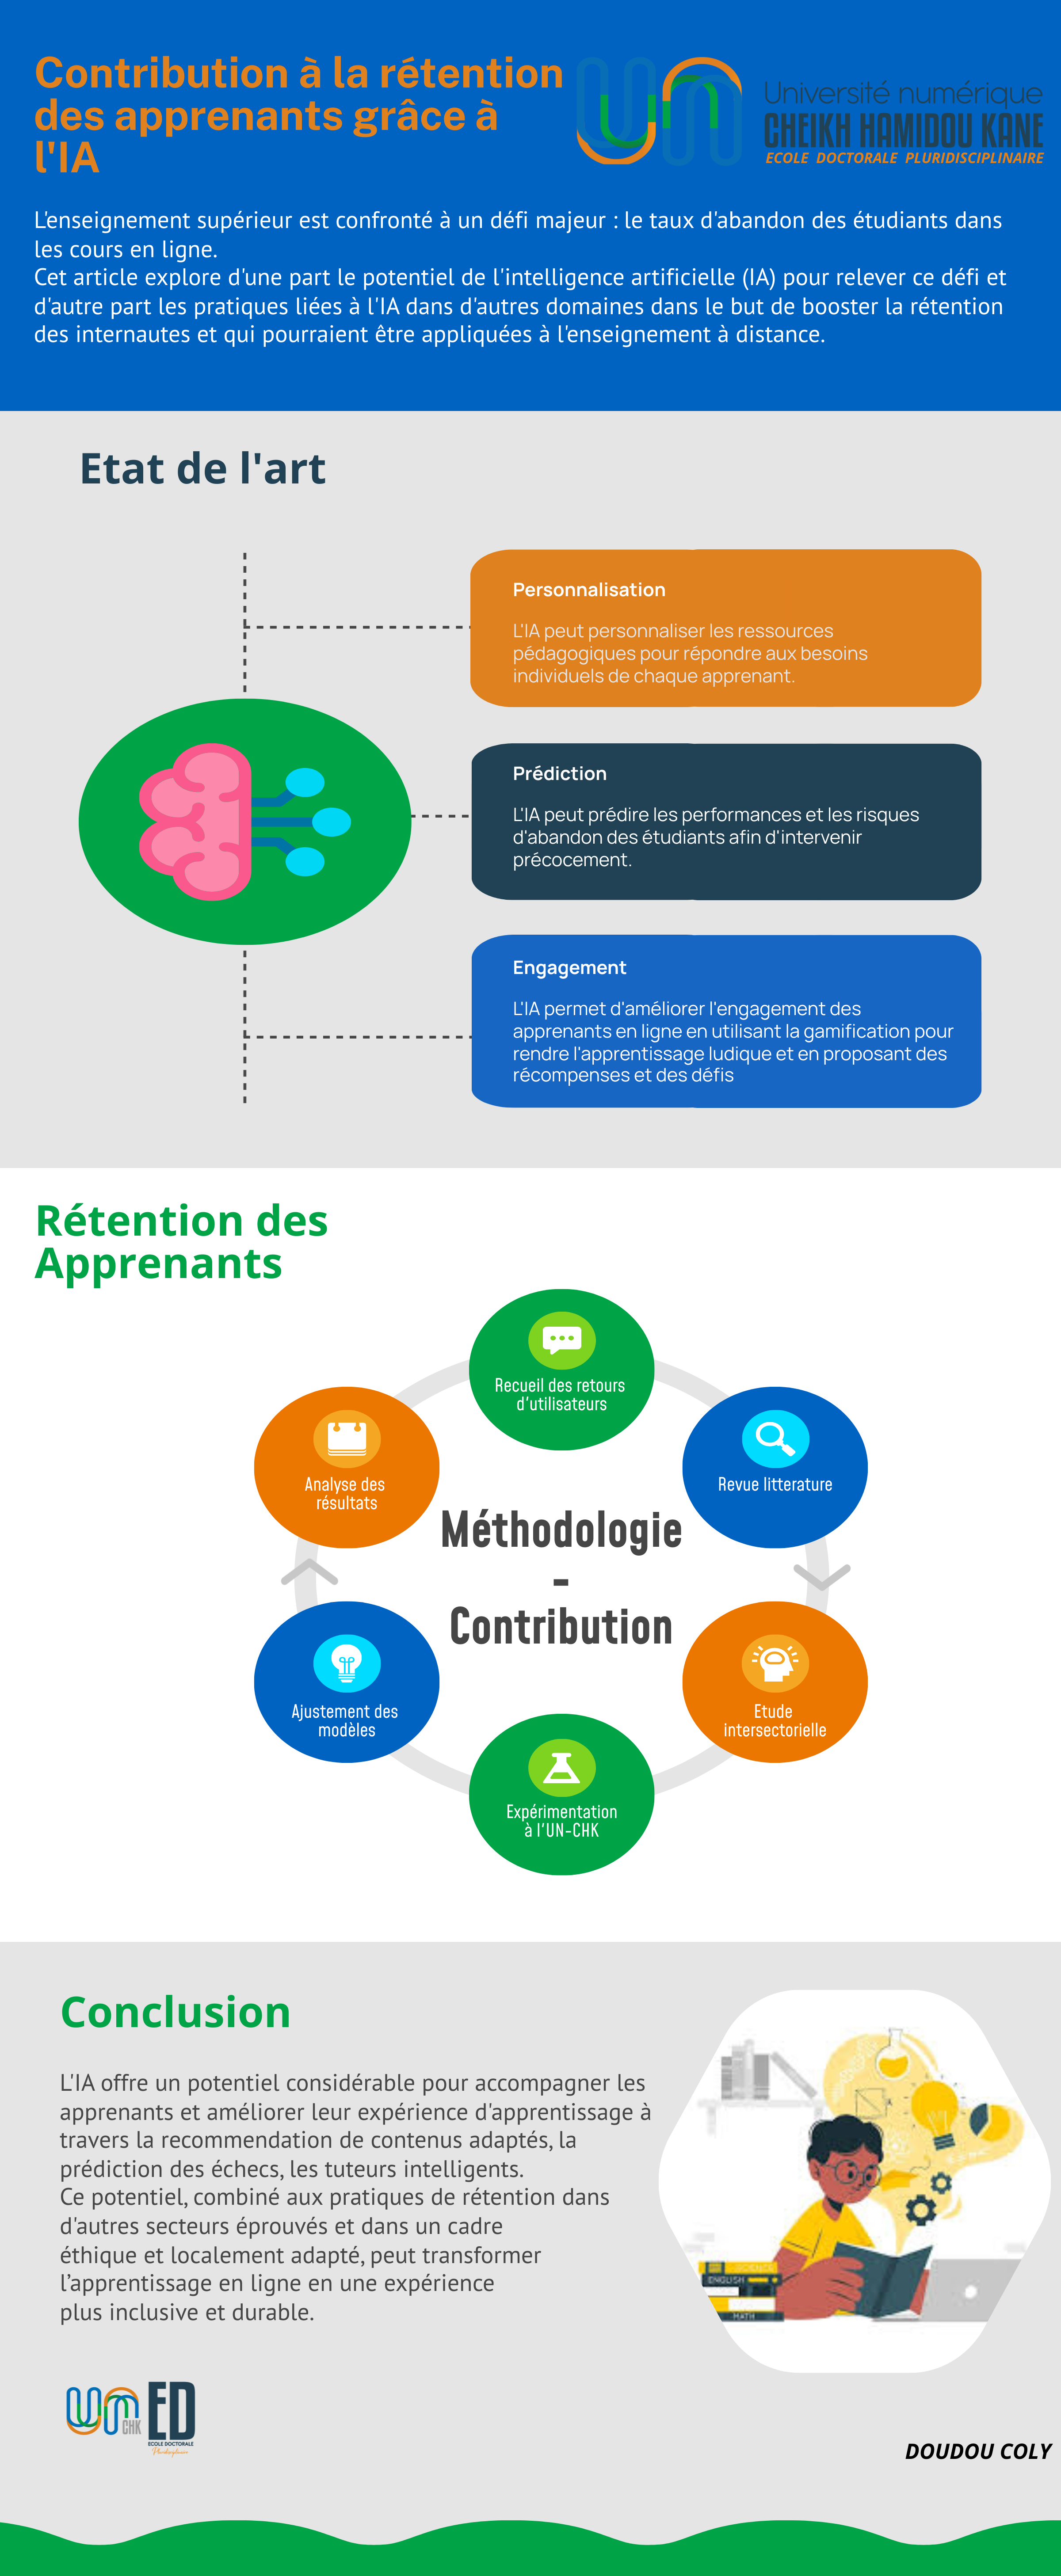 Contribution à la rétention
des apprenants grâce à
l'IA
Université numérique
CHEIKH HAMIDOU KANE
ECOLE DOCTORALE PLURIDISCIPLINAIRE
L'enseignement supérieur est confronté à un défi majeur : le taux d'abandon des étudiants dans
les cours en ligne.
Cet article explore d'une part le potentiel de l'intelligence artificielle (IA) pour relever ce défi et
d'autre part les pratiques liées à l'IA dans d'autres domaines dans le but de booster la rétention
des internautes et qui pourraient être appliquées à l'enseignement à distance.
Etat de l'art
Personnalisation
L'IA peut personnaliser les ressources
pédagogiques pour répondre aux besoins
individuels de chaque apprenant.
Prédiction
L'IA peut prédire les performances et les risques
d'abandon des étudiants afin d'intervenir
précocement.
Engagement
L'IA permet d'améliorer l'engagement des
apprenants en ligne en utilisant la gamification pour
rendre l'apprentissage ludique et en proposant des
récompenses et des défis
Rétention des
Apprenants
Recueil des retours
d'utilisateurs
Analyse des
résultats
Revue litterature
Méthodologie
-
Contribution
Ajustement des
modèles
Etude
intersectorielle
Expérimentation
à l'UN-CHK
Conclusion
L'IA offre un potentiel considérable pour accompagner les
apprenants et améliorer leur expérience d'apprentissage à
travers la recommandation de contenus adaptés, la
prédiction des échecs, les tuteurs intelligents.
Ce potentiel, combiné aux pratiques de rétention dans
d'autres secteurs éprouvés et dans un cadre
éthique et localement adapté, peut transformer
l’apprentissage en ligne en une expérience
plus inclusive et durable.
SCIENCE
ENGLISH
MATH
UN CHK ED
ECOLE DOCTORALE
Pluridisciplinaire
DOUDOU COLY